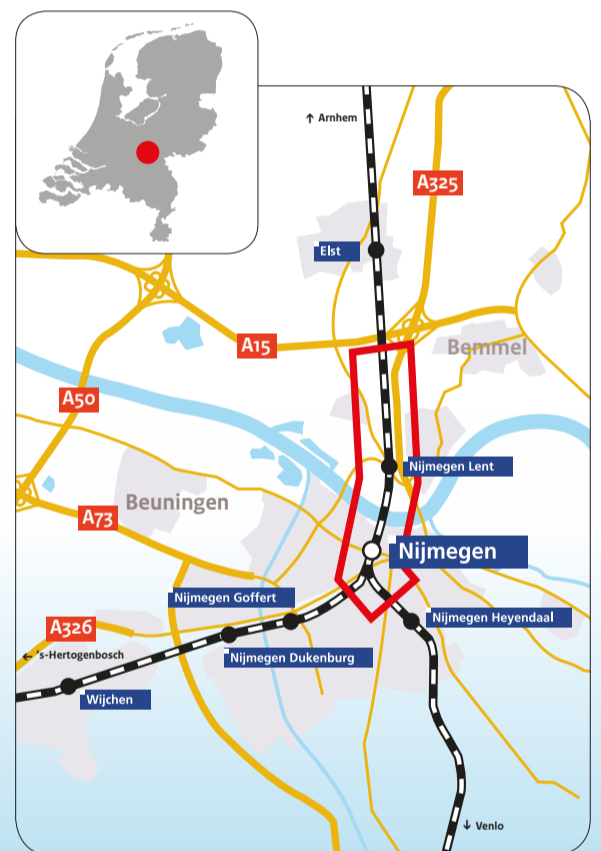 ↑ Arnhem
A325
Elst
A15
Bemmel
A50
Nijmegen Lent
Beuningen
A73
Nijmegen
Nijmegen Goffert
Nijmegen Heyendaal
A326
← 's-Hertogenbosch
Nijmegen Dukenburg
Wijchen
↓ Venlo